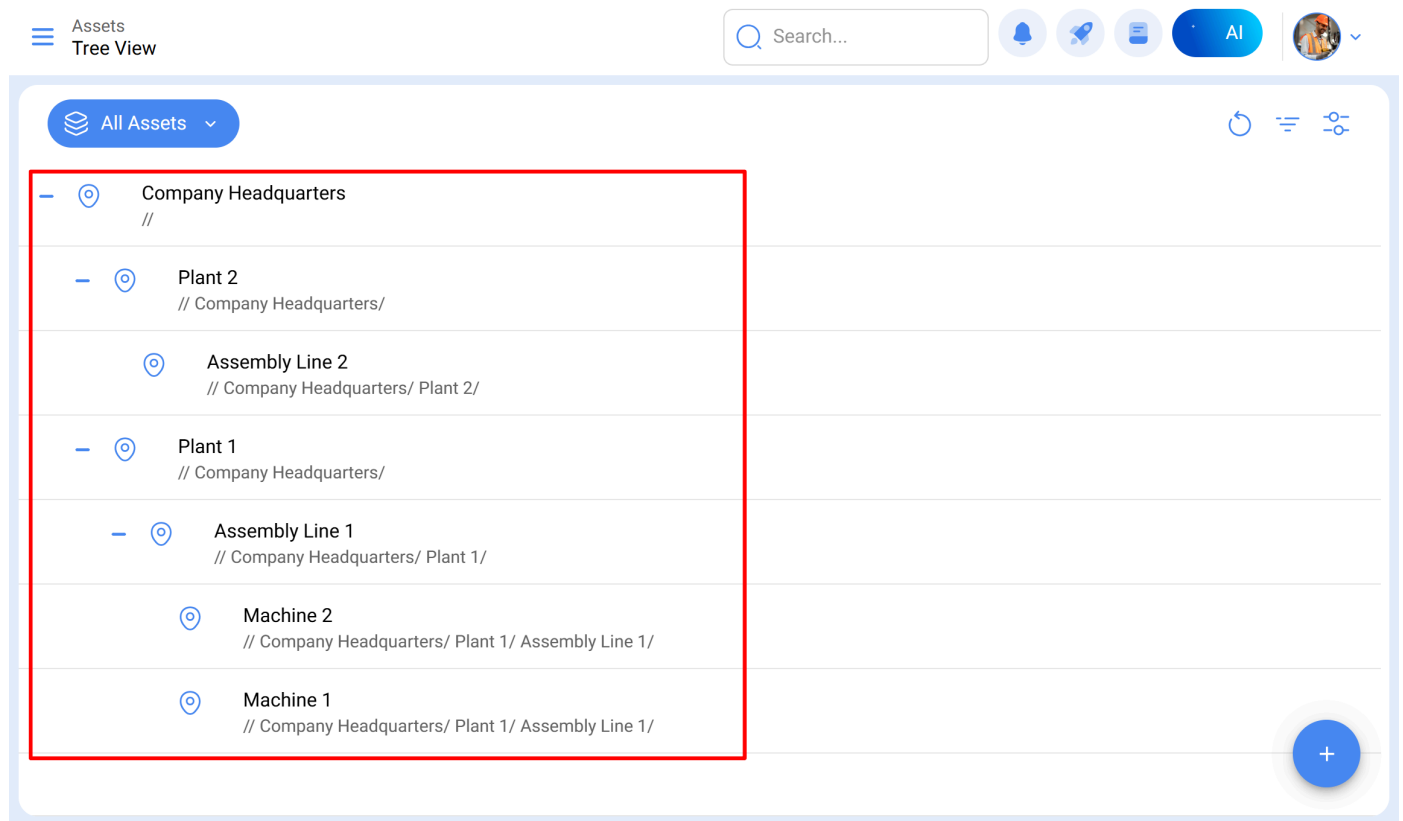 Assets
Tree View
Search...
AI
All Assets
Company Headquarters
//
Plant 2
// Company Headquarters/
Assembly Line 2
// Company Headquarters/ Plant 2/
Plant 1
// Company Headquarters/
Assembly Line 1
// Company Headquarters/ Plant 1/
Machine 2
// Company Headquarters/ Plant 1/ Assembly Line 1/
Machine 1
// Company Headquarters/ Plant 1/ Assembly Line 1/